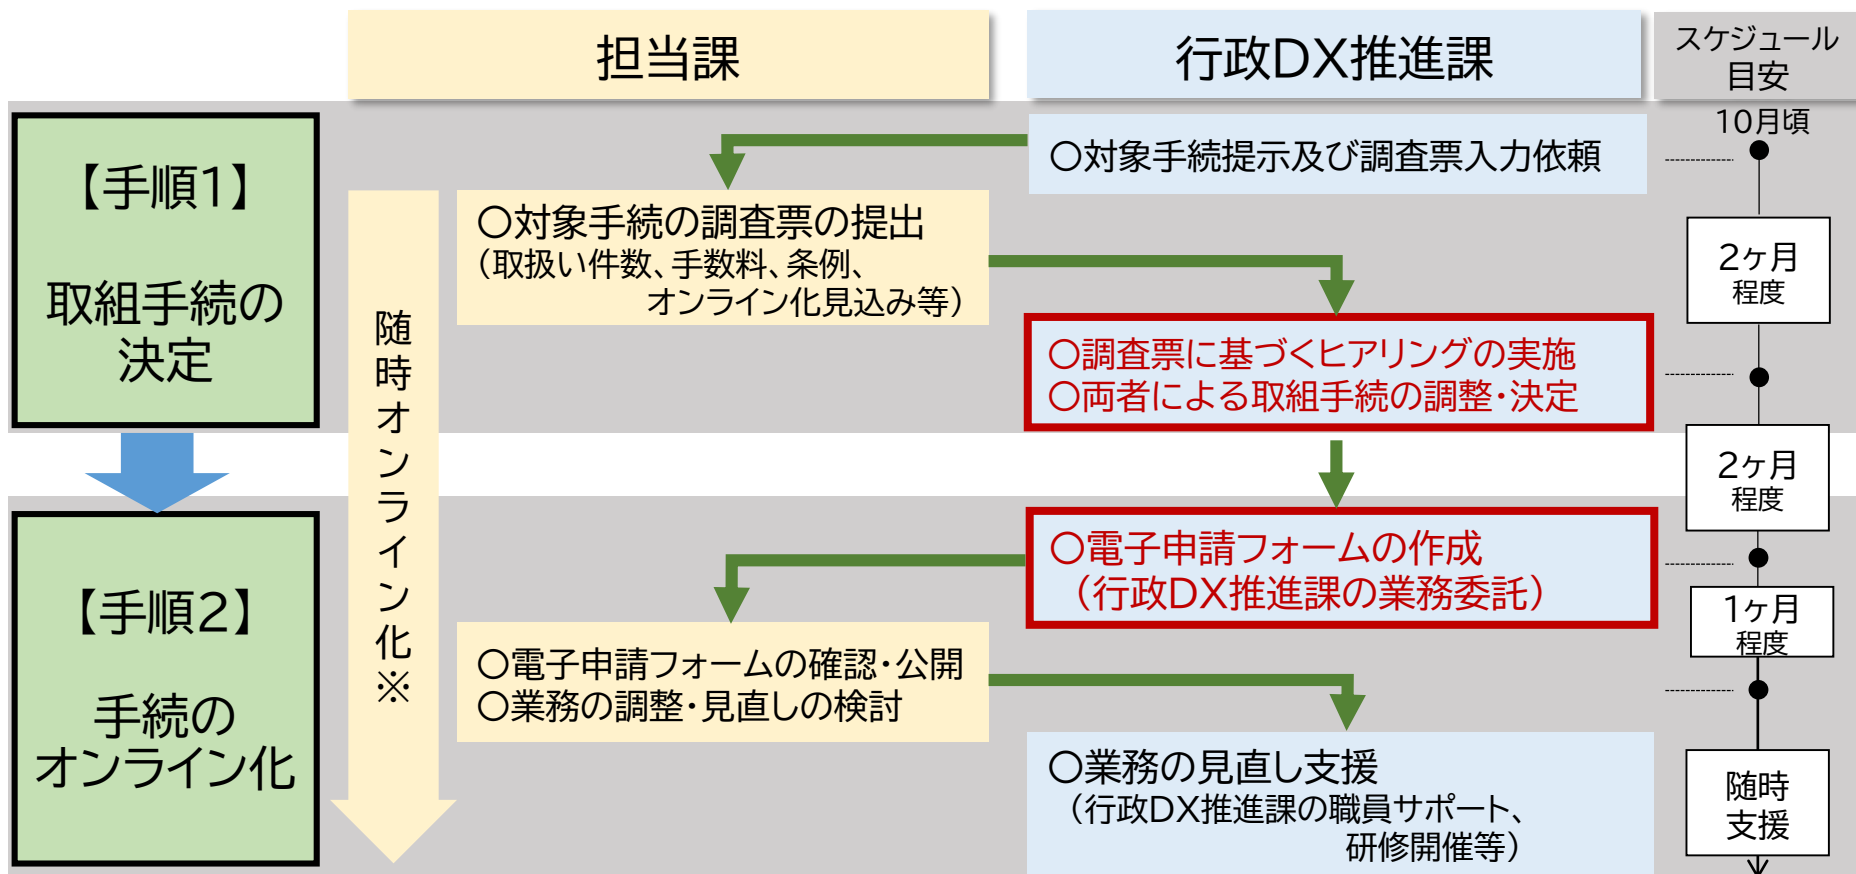 担当課
行政DX推進課
スケジュール
目安
【手順1】
取組手続の
決定
○対象手続提示及び調査票入力依頼
10月頃
○対象手続の調査票の提出
（取扱い件数、手数料、条例、
オンライン化見込み等）
2ヶ月
程度
○調査票に基づくヒアリングの実施
○両者による取組手続の調整・決定
随時オンライン化※
2ヶ月
程度
【手順2】
手続の
オンライン化
○電子申請フォームの作成
（行政DX推進課の業務委託）
1ヶ月
程度
○電子申請フォームの確認・公開
○業務の調整・見直しの検討
○業務の見直し支援
（行政DX推進課の職員サポート、
研修開催等）
随時
支援